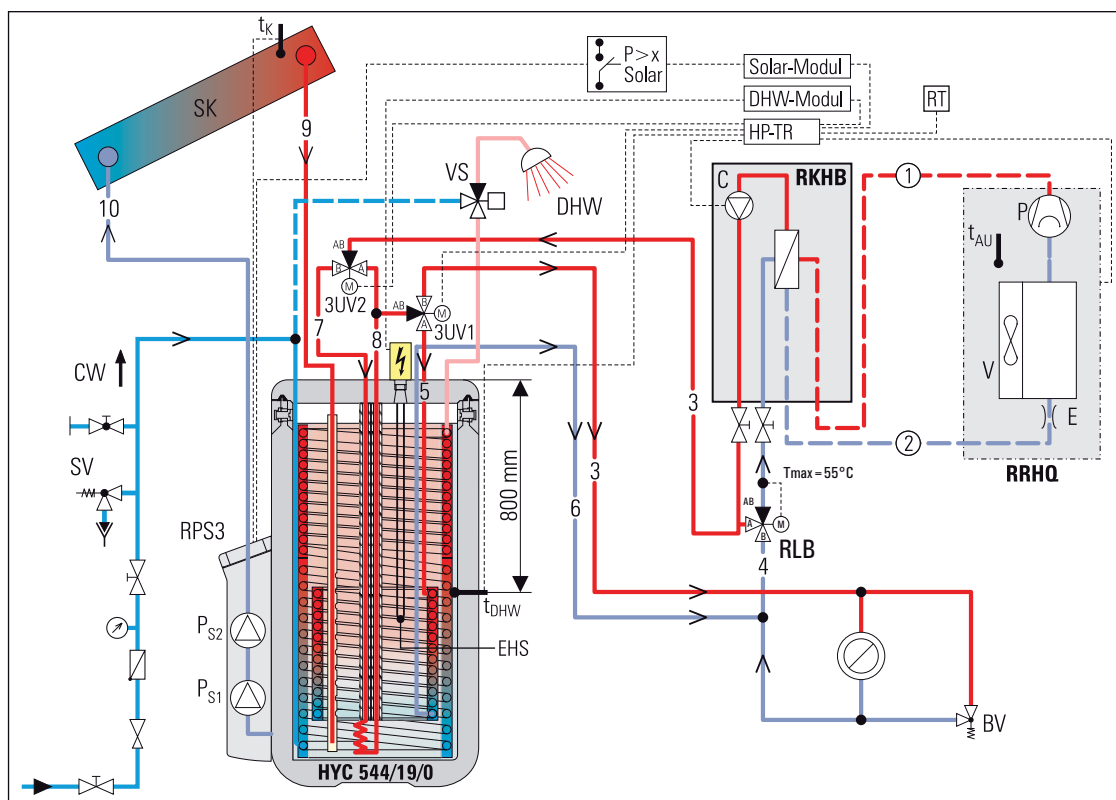 tK
SK
9
10
P>x
Solar
Solar-Modul
DHW-Modul
HP-TR
RT
VS
DHW
C
RKHB
1
P
tAU
V
E
2
RRHQ
AB
B
A
M
3UV2
7
8
AB
B
A
M
3UV1
5
3
6
3
800 mm
CW
SV
RPS3
PS2
PS1
tDHW
EHS
Tmax = 55°C
AB
A
B
M
RLB
4
BV
HYC 544/19/0